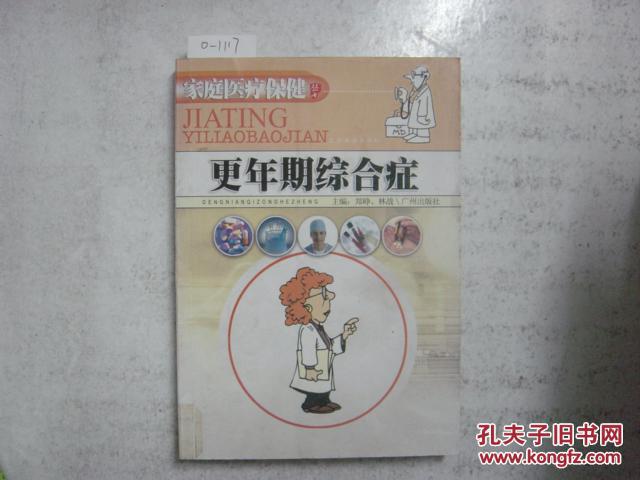 0-1117
家庭医疗保健
JIATING
YILIAOBAOJIAN
MD
更年期综合症
GENGNIANQIZONGHEZHENG 主编：郑峥、林战\广州出版社
孔夫子旧书网
www.kongfz.com